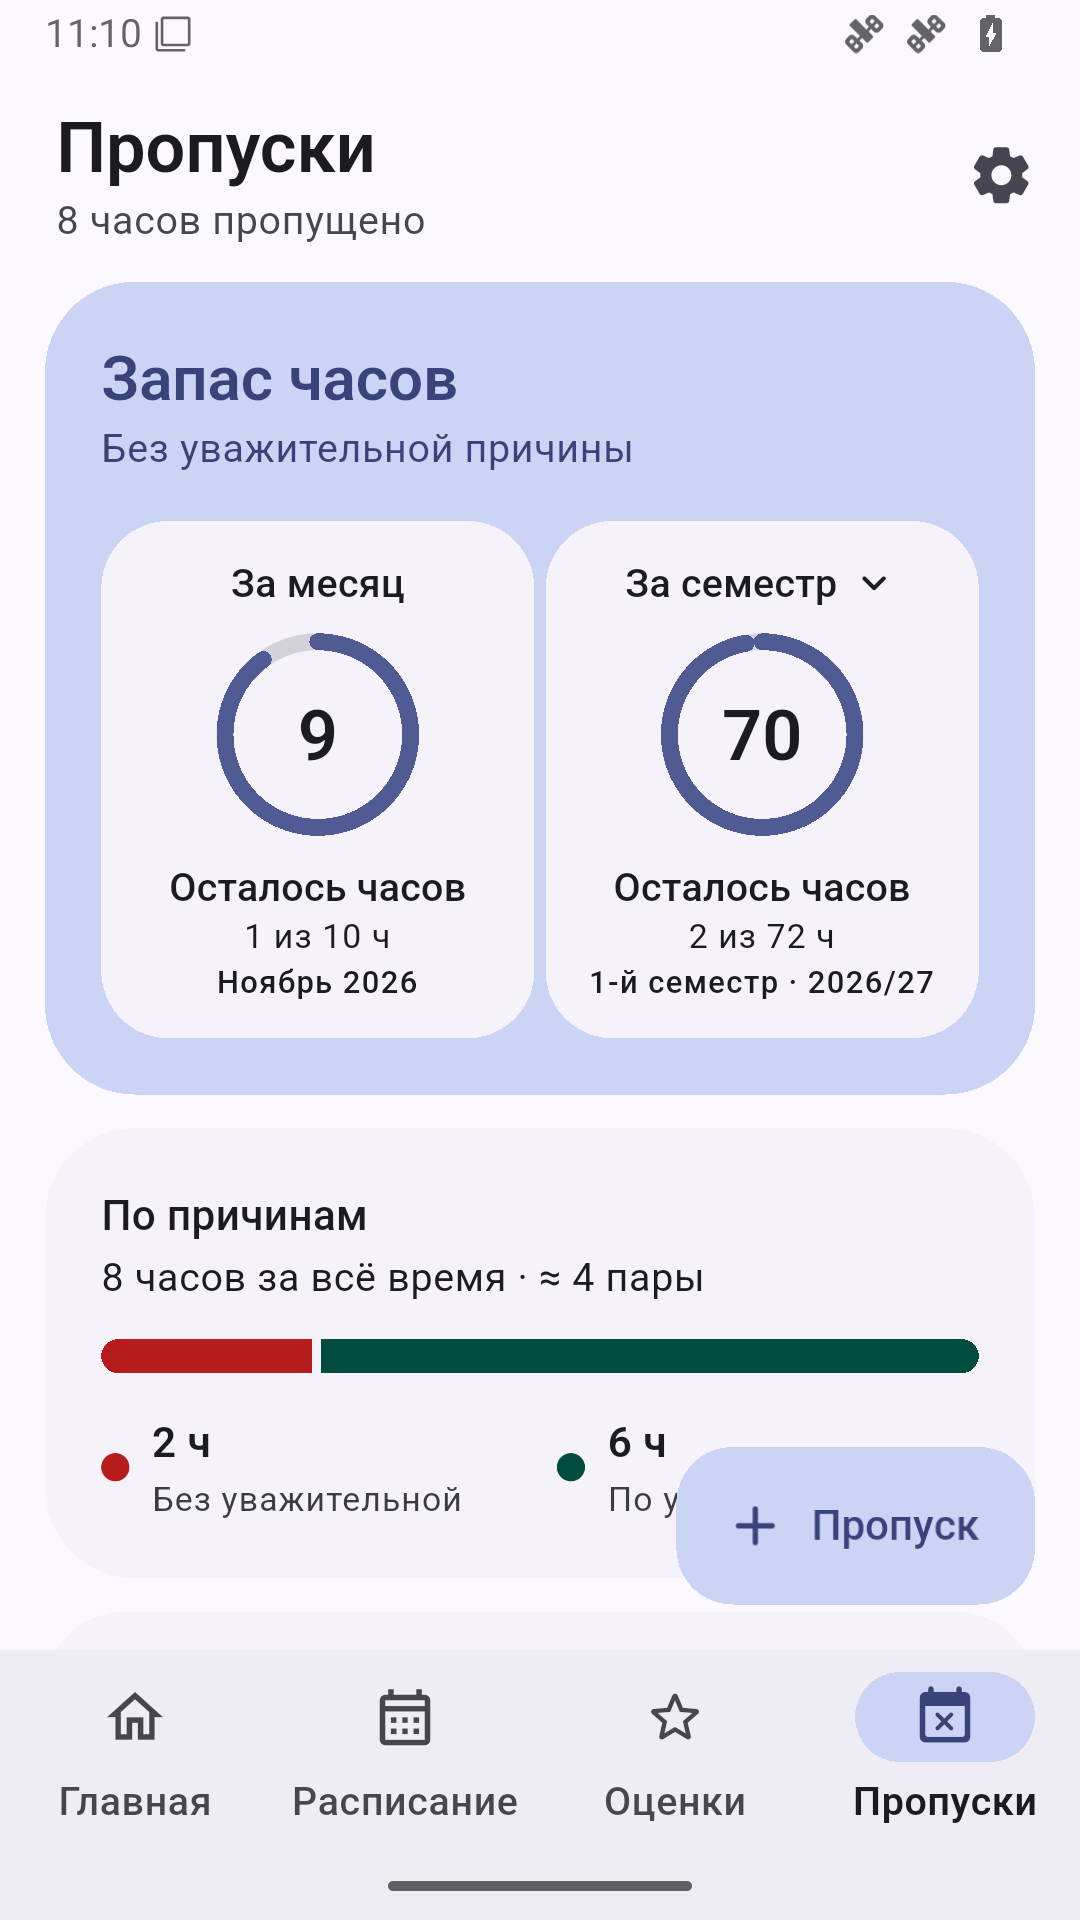 11:10
Пропуски
8 часов пропущено
Запас часов
Без уважительной причины
За месяц
9
Осталось часов
1 из 10 ч
Ноябрь 2026
За семестр
70
Осталось часов
2 из 72 ч
1-й семестр · 2026/27
По причинам
8 часов за всё время · ≈ 4 пары
2 ч
Без уважительной
6 ч
По у
Пропуск
Главная
Расписание
Оценки
Пропуски